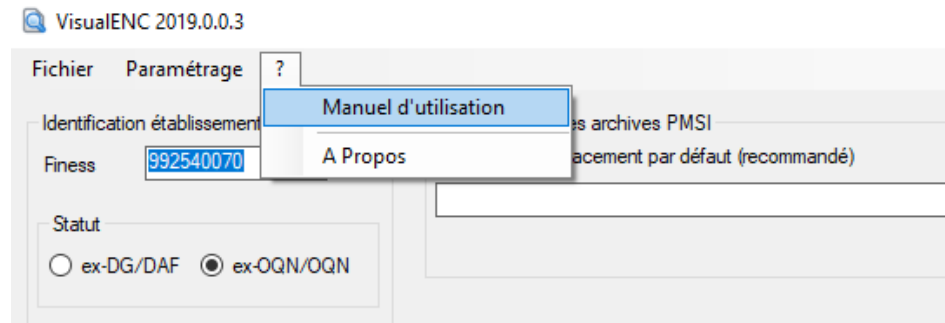 VisualENC 2019.0.0.3
Fichier Paramétrage ?
Manuel d'utilisation
A Propos
Identification établissement
es archives PMSI
Finess 992540070
acement par défaut (recommandé)
Statut
ex-DG/DAF ex-OQN/OQN